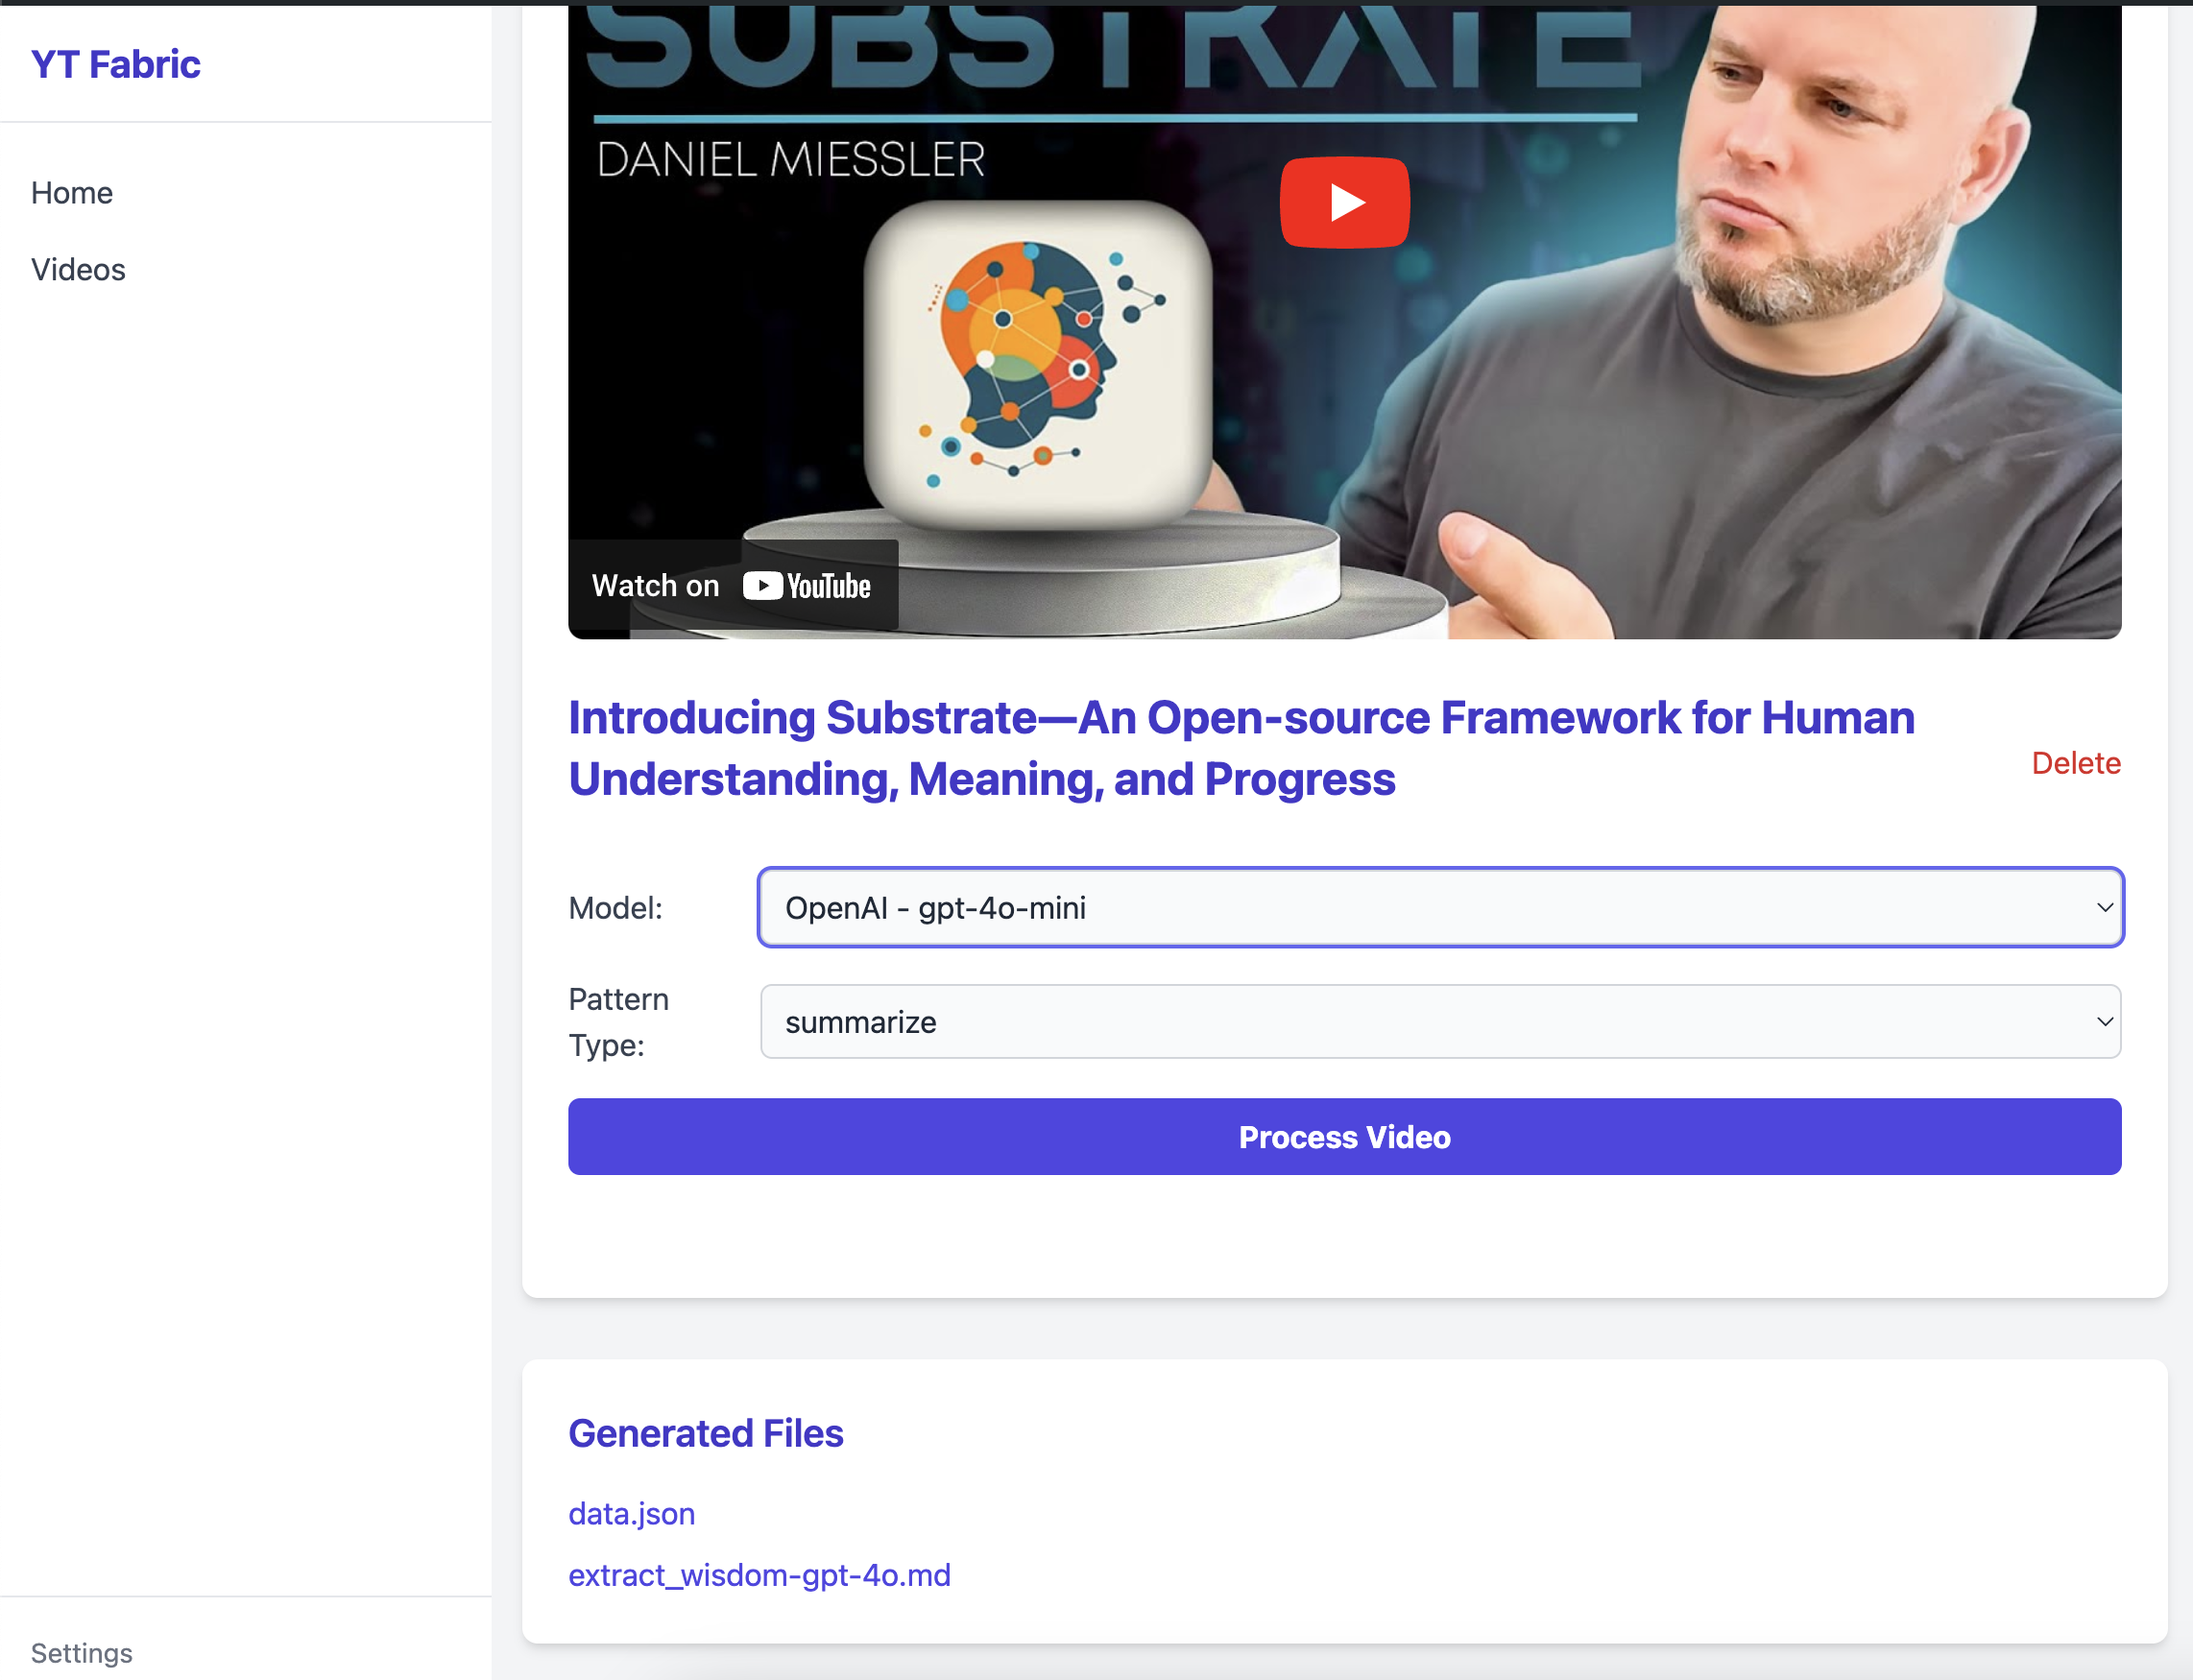 YT Fabric
Home
Videos
Settings
SUBSTRATE
DANIEL MIESSLER
Watch on YouTube
Introducing Substrate—An Open-source Framework for Human
Understanding, Meaning, and Progress
Delete
Model:
OpenAI - gpt-4o-mini
Pattern
Type:
summarize
Process Video
Generated Files
data.json
extract_wisdom-gpt-4o.md